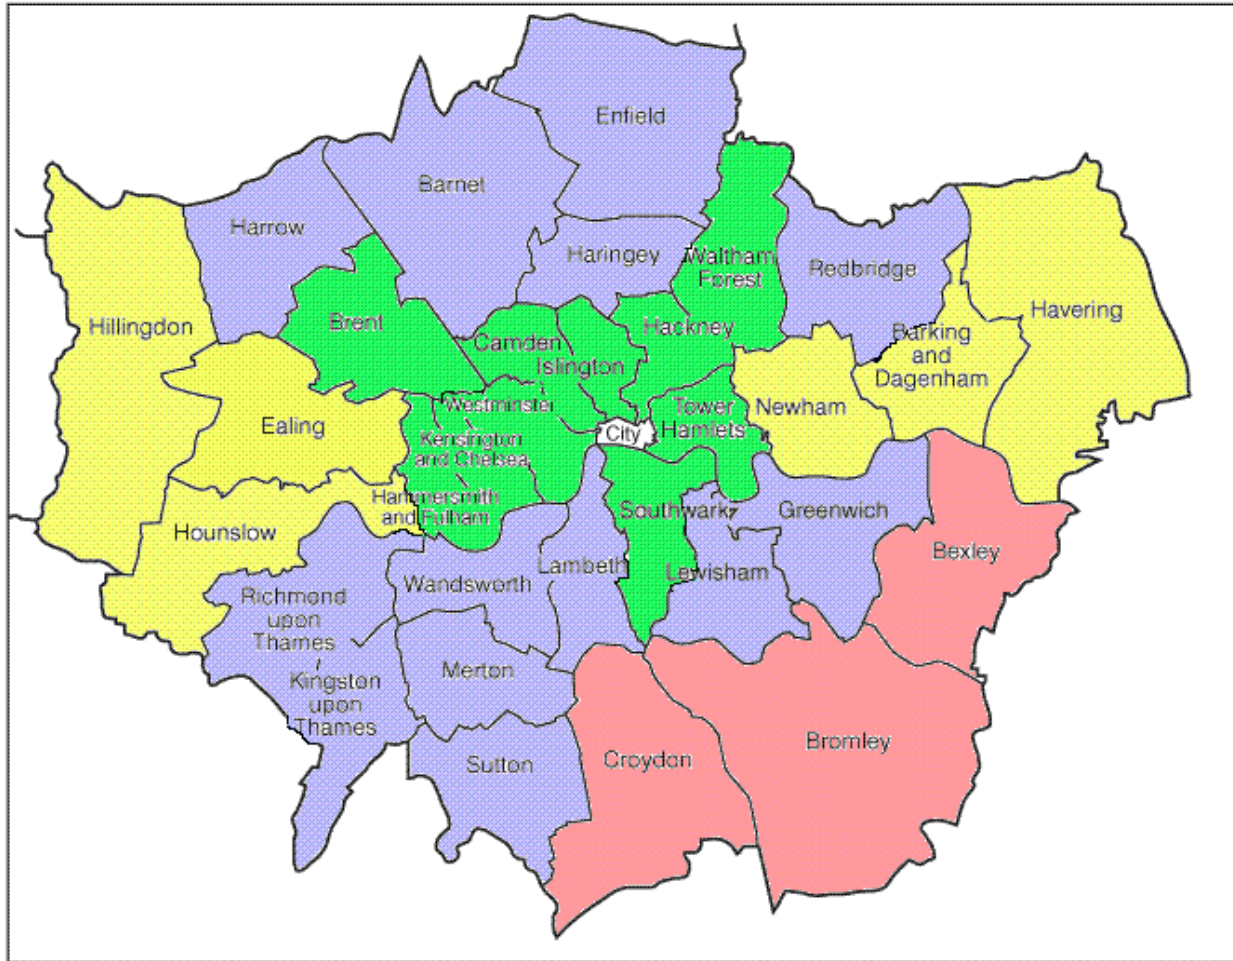 Enfield
Barnet
Harrow
Haringey
Waltham
Forest
Redbridge
Havering
Hillingdon
Brent
Camden
Islington
Hackney
Barking
and
Dagenham
Ealing
Westminster
Kensington
and Chelsea
City
Tower
Hamlets
Newham
Hounslow
Hammersmith
and Fulham
Southwark
Greenwich
Bexley
Richmond
upon
Thames
Wandsworth
Lambeth
Lewisham
Kingston
upon
Thames
Merton
Sutton
Croydon
Bromley